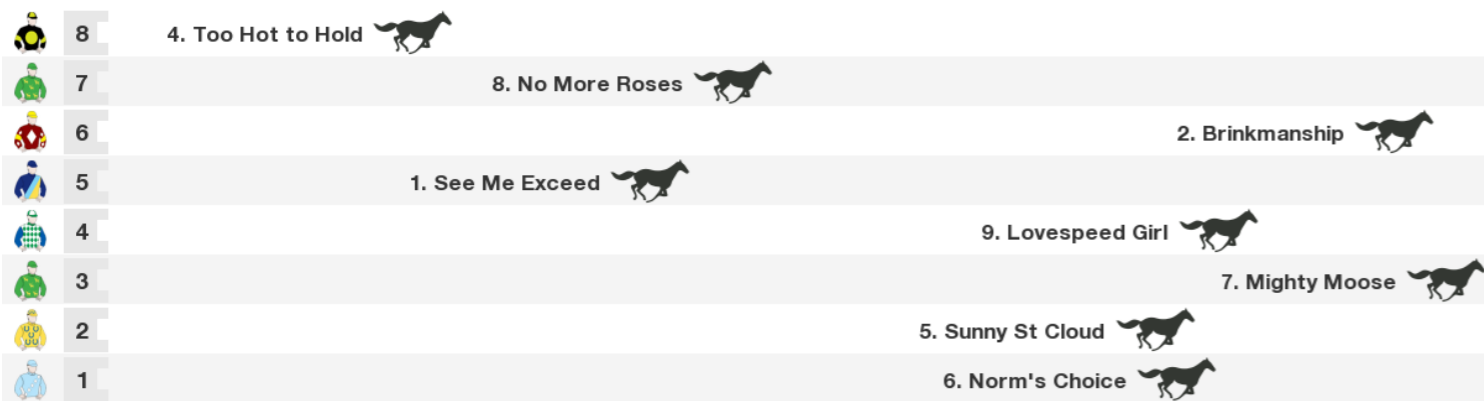 8 4. Too Hot to Hold
7 8. No More Roses
6 2. Brinkmanship
5 1. See Me Exceed
4 9. Lovespeed Girl
3 7. Mighty Moose
2 5. Sunny St Cloud
1 6. Norm's Choice